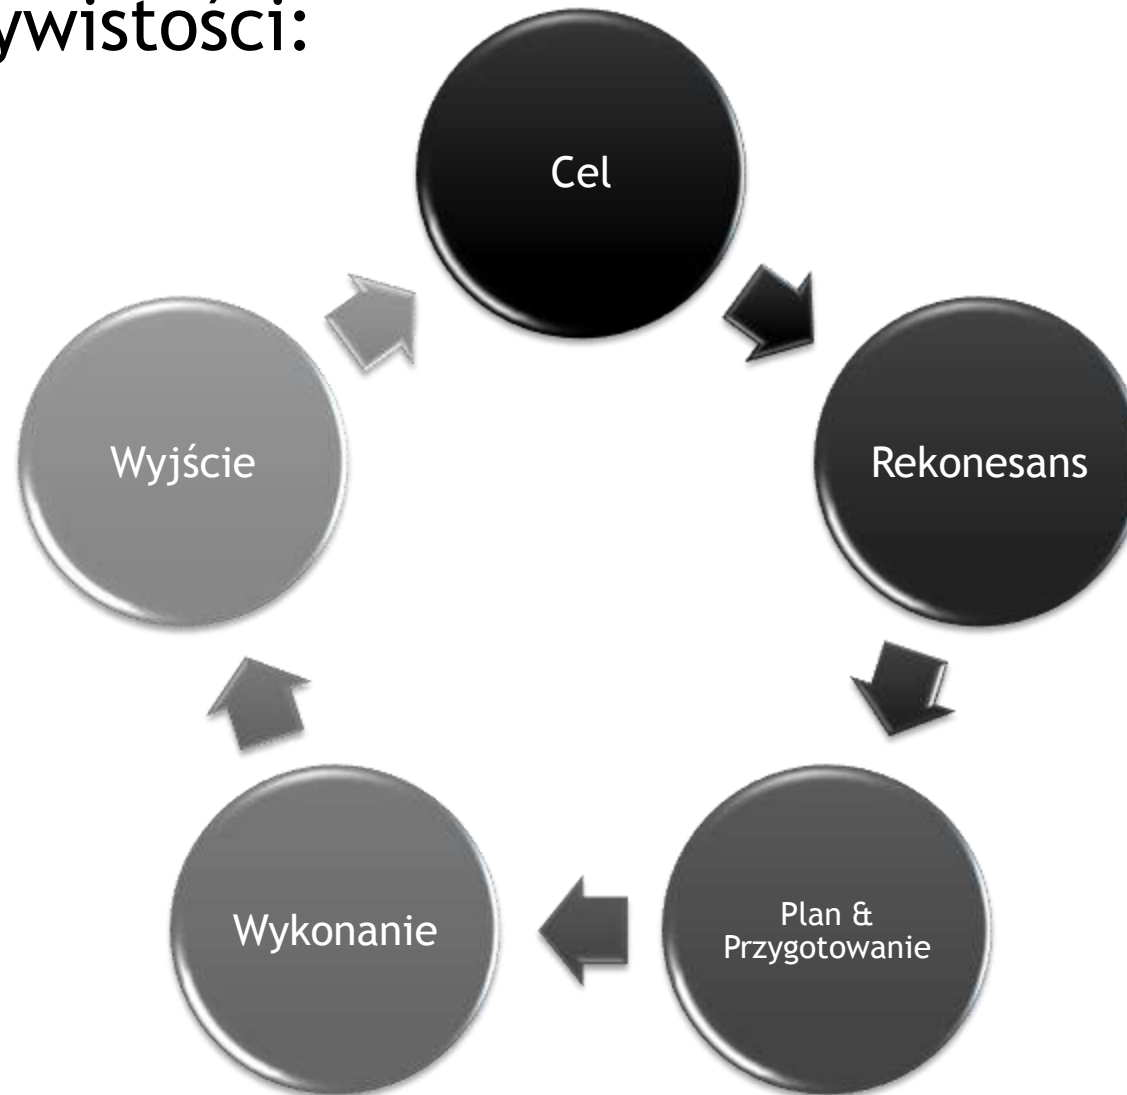 ywistości:
Cel
Rekonesans
Plan &
Przygotowanie
Wykonanie
Wyjście